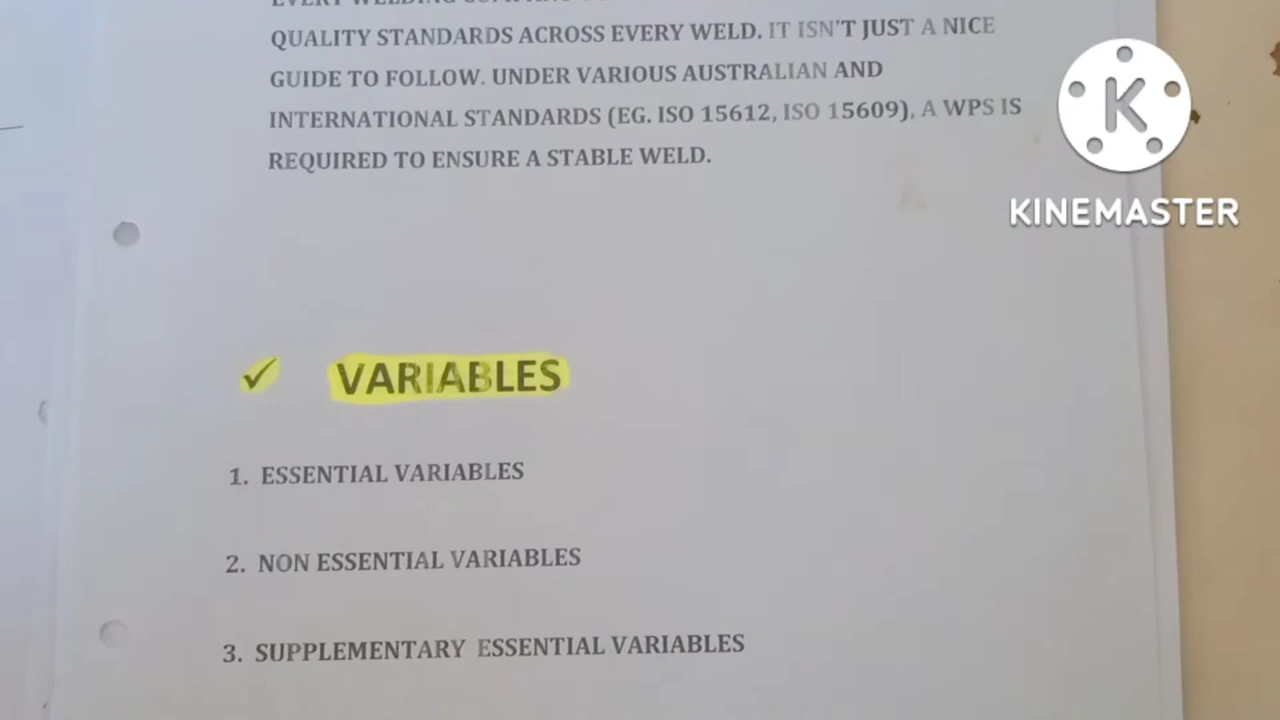 QUALITY STANDARDS ACROSS EVERY WELD. IT ISN'T JUST A NICE
GUIDE TO FOLLOW. UNDER VARIOUS AUSTRALIAN AND
INTERNATIONAL STANDARDS (EG. ISO 15612, ISO 15609), A WPS IS
REQUIRED TO ENSURE A STABLE WELD.
K
KINEMASTER
✓ VARIABLES
1. ESSENTIAL VARIABLES
2. NON ESSENTIAL VARIABLES
3. SUPPLEMENTARY ESSENTIAL VARIABLES